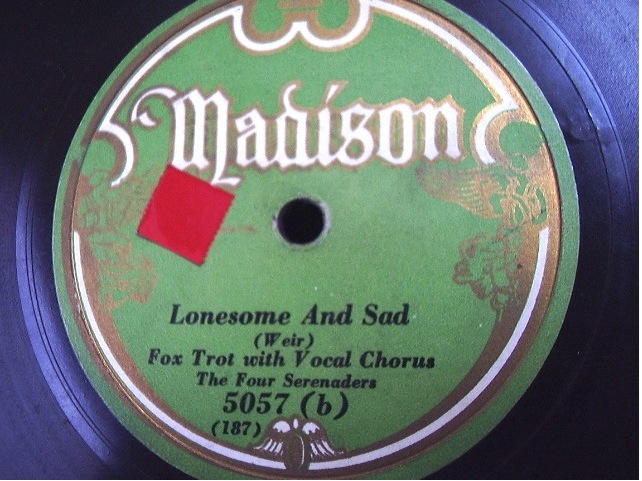 Madison
Lonesome And Sad
(Weir)
Fox Trot with Vocal Chorus
The Four Serenaders
5057 (b)
(187)